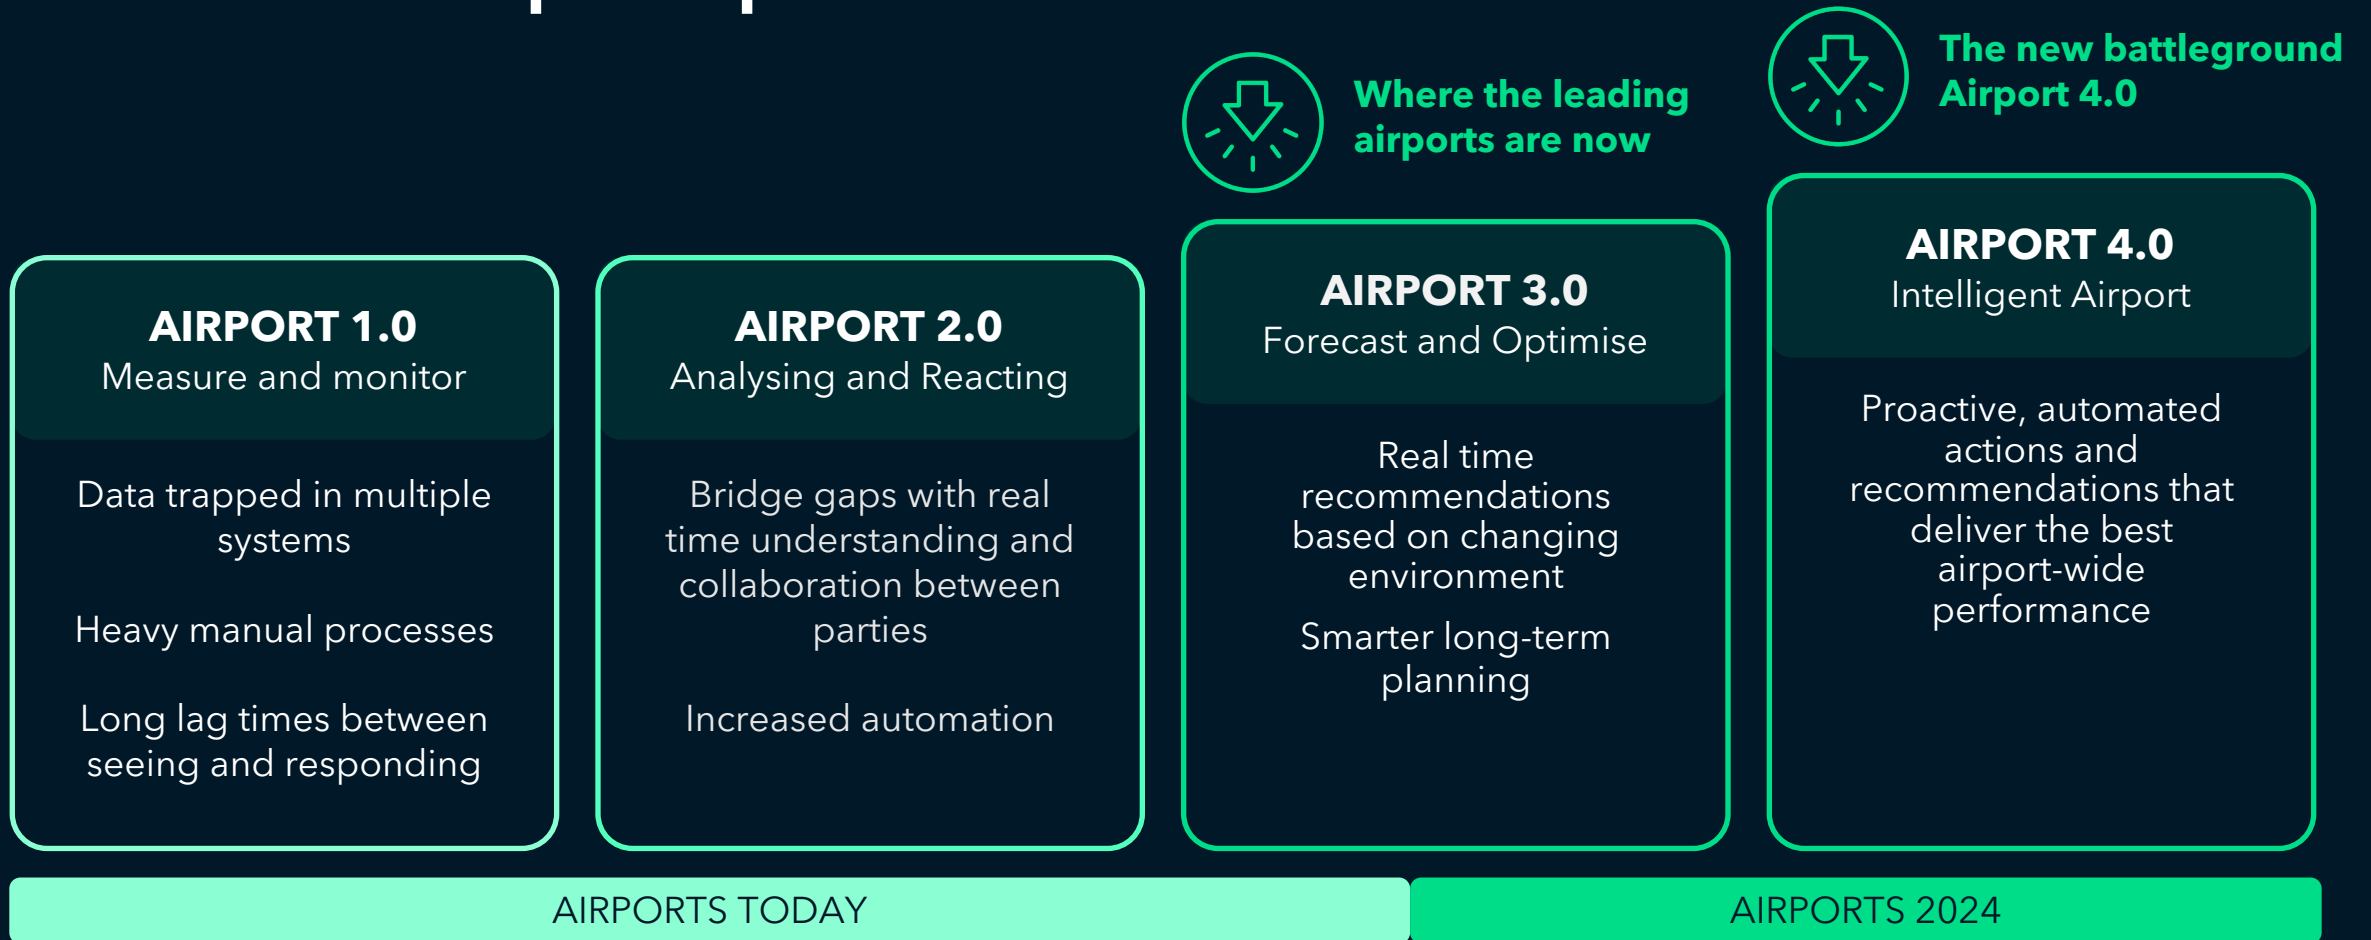 Where the leading
airports are now
The new battleground
Airport 4.0
AIRPORT 1.0
Measure and monitor
Data trapped in multiple
systems
Heavy manual processes
Long lag times between
seeing and responding
AIRPORT 2.0
Analysing and Reacting
Bridge gaps with real
time understanding and
collaboration between
parties
Increased automation
AIRPORT 3.0
Forecast and Optimise
Real time
recommendations
based on changing
environment
Smarter long-term
planning
AIRPORT 4.0
Intelligent Airport
Proactive, automated
actions and
recommendations that
deliver the best
airport-wide
performance
AIRPORTS TODAY
AIRPORTS 2024